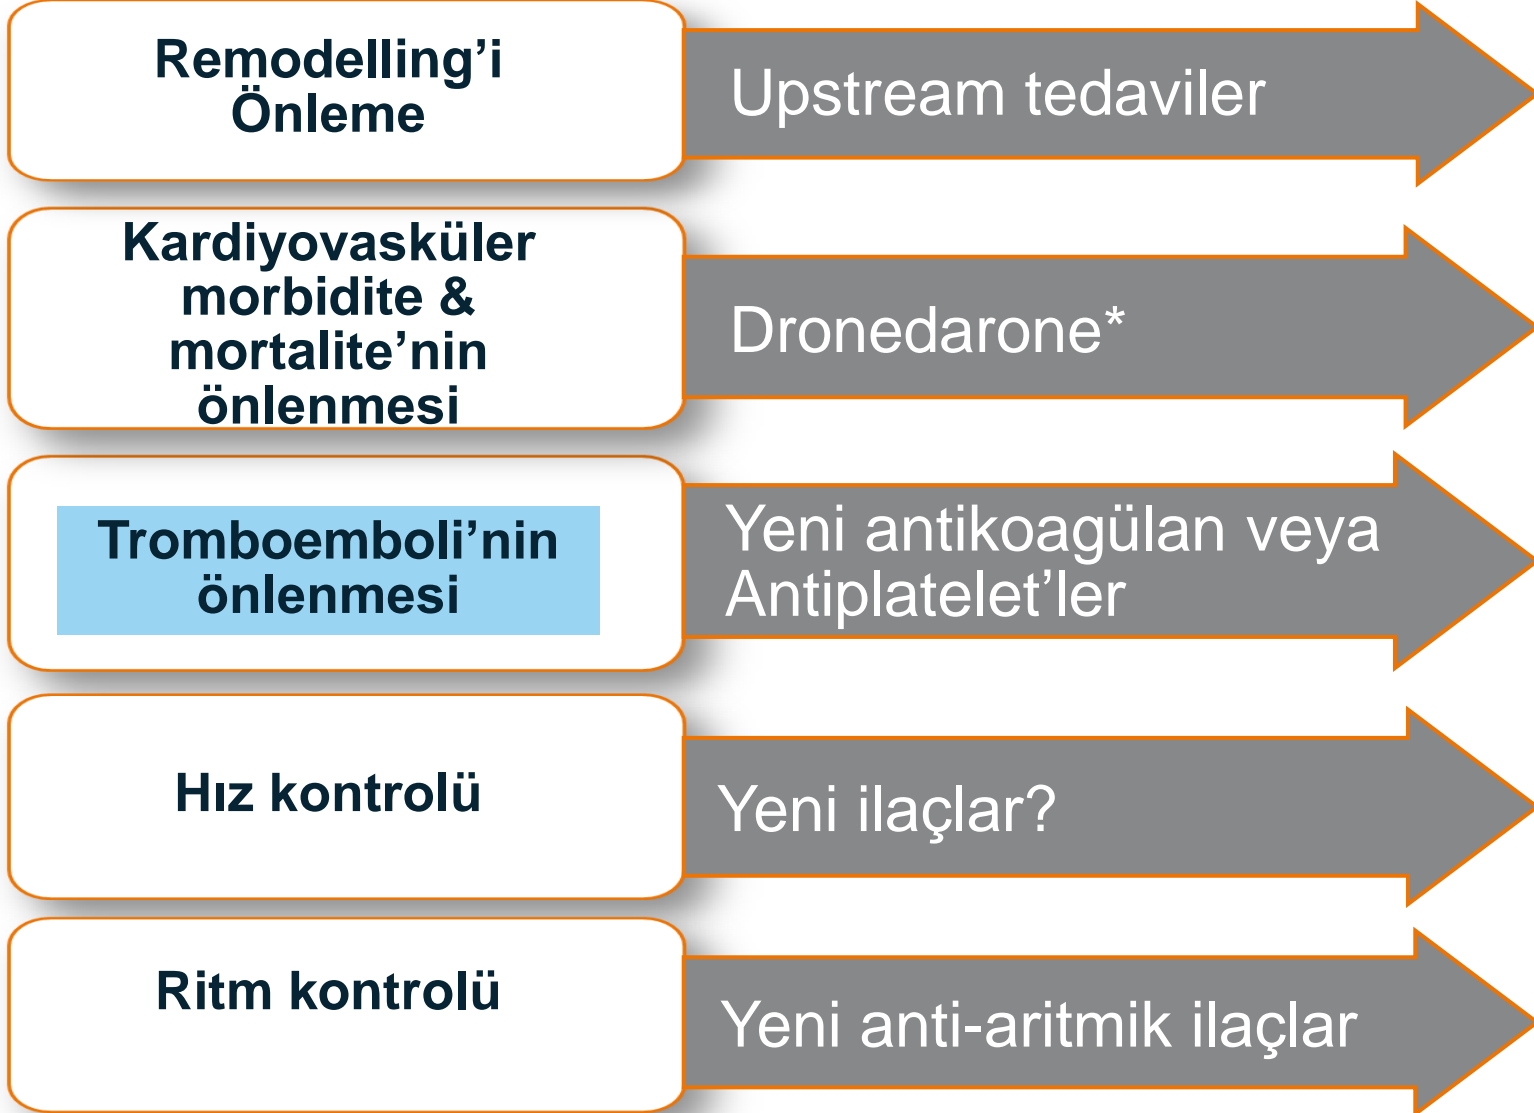 Remodelling’i
Önleme
Upstream tedaviler
Kardiyovasküler
morbidite &
mortalite’nin
önlenmesi
Dronedarone*
Tromboemboli’nin
önlenmesi
Yeni antikoagülan veya
Antiplatelet’ler
Hız kontrolü
Yeni ilaçlar?
Ritm kontrolü
Yeni anti-aritmik ilaçlar